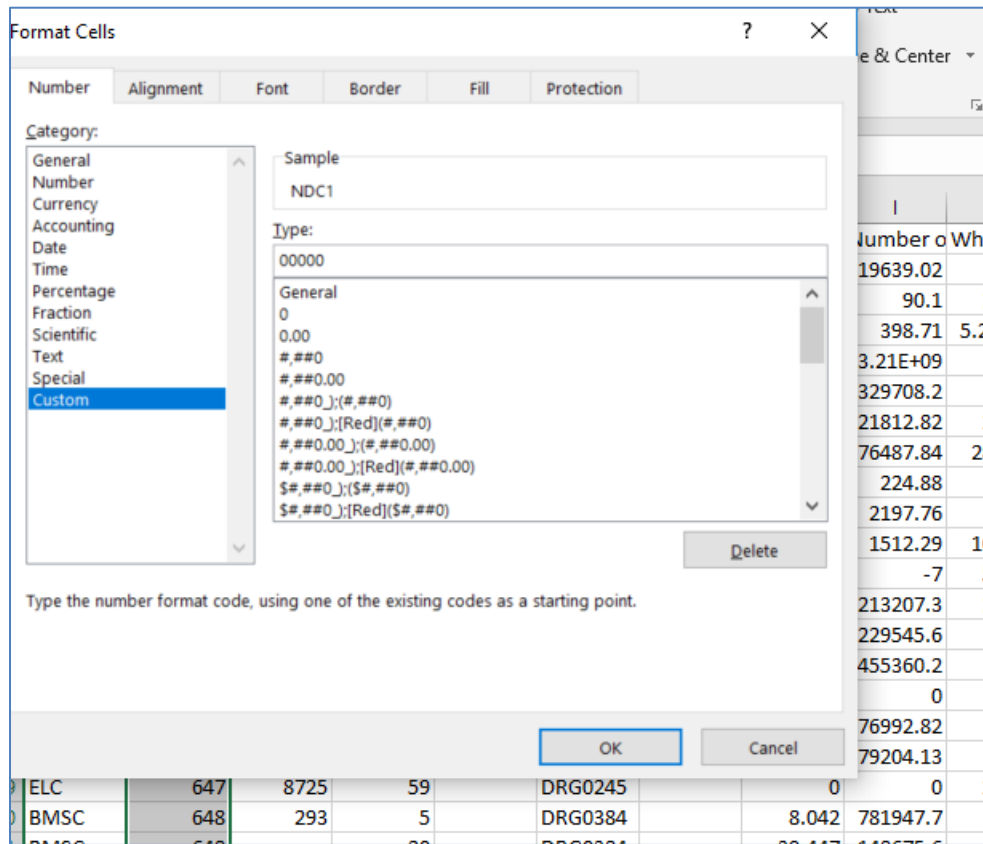 Format Cells ? ×
e & Center
Number Alignment Font Border Fill Protection
Category:
General
Number
Currency
Accounting
Date
Time
Percentage
Fraction
Scientific
Text
Special
Custom
Sample
NDC1
Type:
00000
General
0
0.00
#,##0
#,##0.00
#,##0_);(#,##0)
#,##0_);[Red](#,##0)
#,##0.00_);(#,##0.00)
#,##0.00_);[Red](#,##0.00)
$#,##0_);($#,##0)
$#,##0_);[Red]($#,##0)
Delete
Type the number format code, using one of the existing codes as a starting point.
OK Cancel
I
Number o Wh
19639.02
90.1
398.71 5.2
3.21E+09
329708.2
21812.82
76487.84 2
224.88
2197.76
1512.29 1
-7
213207.3
229545.6
455360.2
0
76992.82
79204.13
ELC 647 8725 59 DRG0245 0 0
BMSC 648 293 5 DRG0384 8.042 781947.7